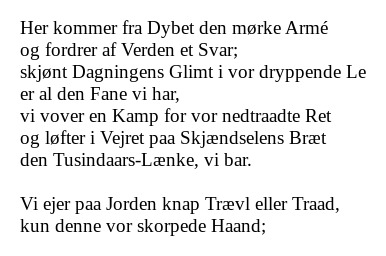 Her kommer fra Dybet den mørke Armé
og fordrer af Verden et Svar;
skjønt Dagningens Glimt i vor dryppende Le
er al den Fane vi har,
vi vover en Kamp for vor nedtraadte Ret
og løfter i Vejret paa Skjændselens Bræt
den Tusindaars-Lænke, vi bar.

Vi ejer paa Jorden knap Trævl eller Traad,
kun denne vor skorpede Haand;